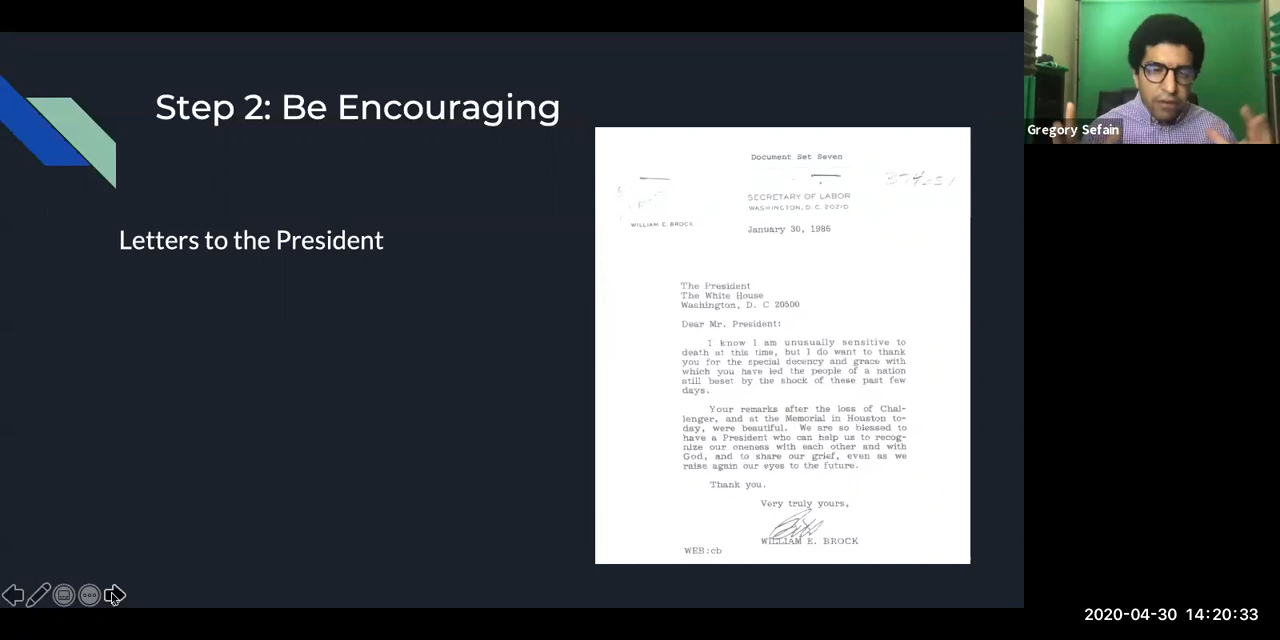 Step 2: Be Encouraging
Letters to the President
Document Set Seven
SECRETARY OF LABOR
WASHINGTON, D. C. 20210
WILLIAM E. BROCK
January 30, 1986
The President
The White House
Washington, D. C 20500
Dear Mr. President:
I know I am unusually sensitive to
death at this time, but I do want to thank
you for the special decency and grace with
which you have led the people of a nation
still beset by the shock of these past few
days.
Your remarks after the loss of Chal-
lenger, and at the Memorial in Houston to-
day, were beautiful. We are so blessed to
have a President who can help us to recog-
nize our oneness with each other and with
God, and to share our grief, even as we
raise again our eyes to the future.
Thank you.
Very truly yours,
WILLIAM E. BROCK
WEB:cb
Gregory Sefain
2020-04-30 14:20:33